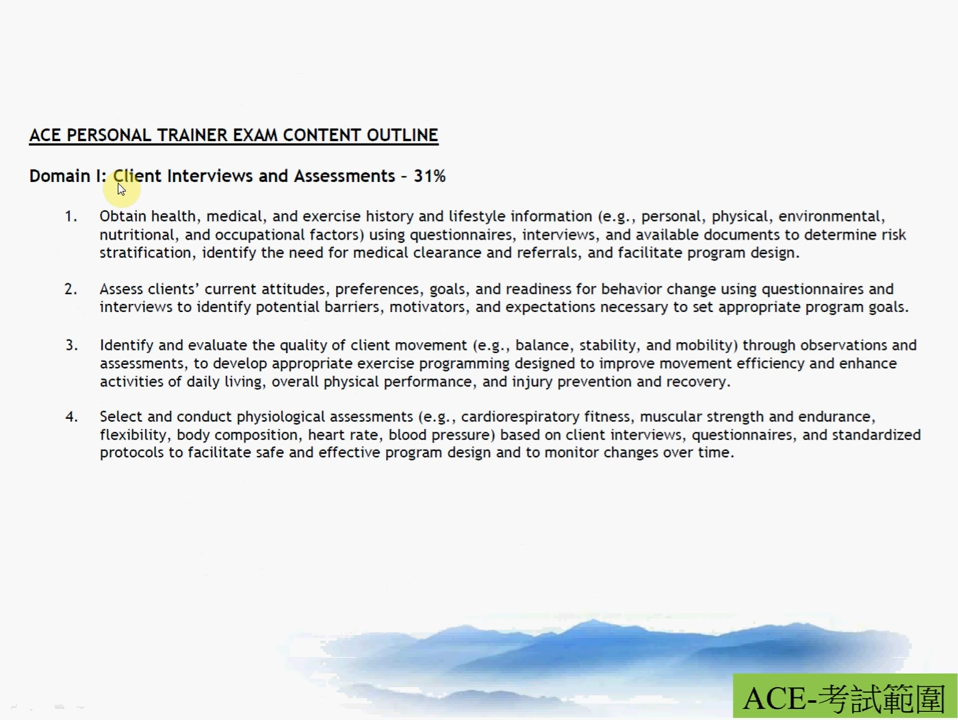 ACE PERSONAL TRAINER EXAM CONTENT OUTLINE
Domain I: Client Interviews and Assessments – 31%
1. Obtain health, medical, and exercise history and lifestyle information (e.g., personal, physical, environmental,
nutritional, and occupational factors) using questionnaires, interviews, and available documents to determine risk
stratification, identify the need for medical clearance and referrals, and facilitate program design.
2. Assess clients’ current attitudes, preferences, goals, and readiness for behavior change using questionnaires and
interviews to identify potential barriers, motivators, and expectations necessary to set appropriate program goals.
3. Identify and evaluate the quality of client movement (e.g., balance, stability, and mobility) through observations and
assessments, to develop appropriate exercise programming designed to improve movement efficiency and enhance
activities of daily living, overall physical performance, and injury prevention and recovery.
4. Select and conduct physiological assessments (e.g., cardiorespiratory fitness, muscular strength and endurance,
flexibility, body composition, heart rate, blood pressure) based on client interviews, questionnaires, and standardized
protocols to facilitate safe and effective program design and to monitor changes over time.
ACE-考試範圍